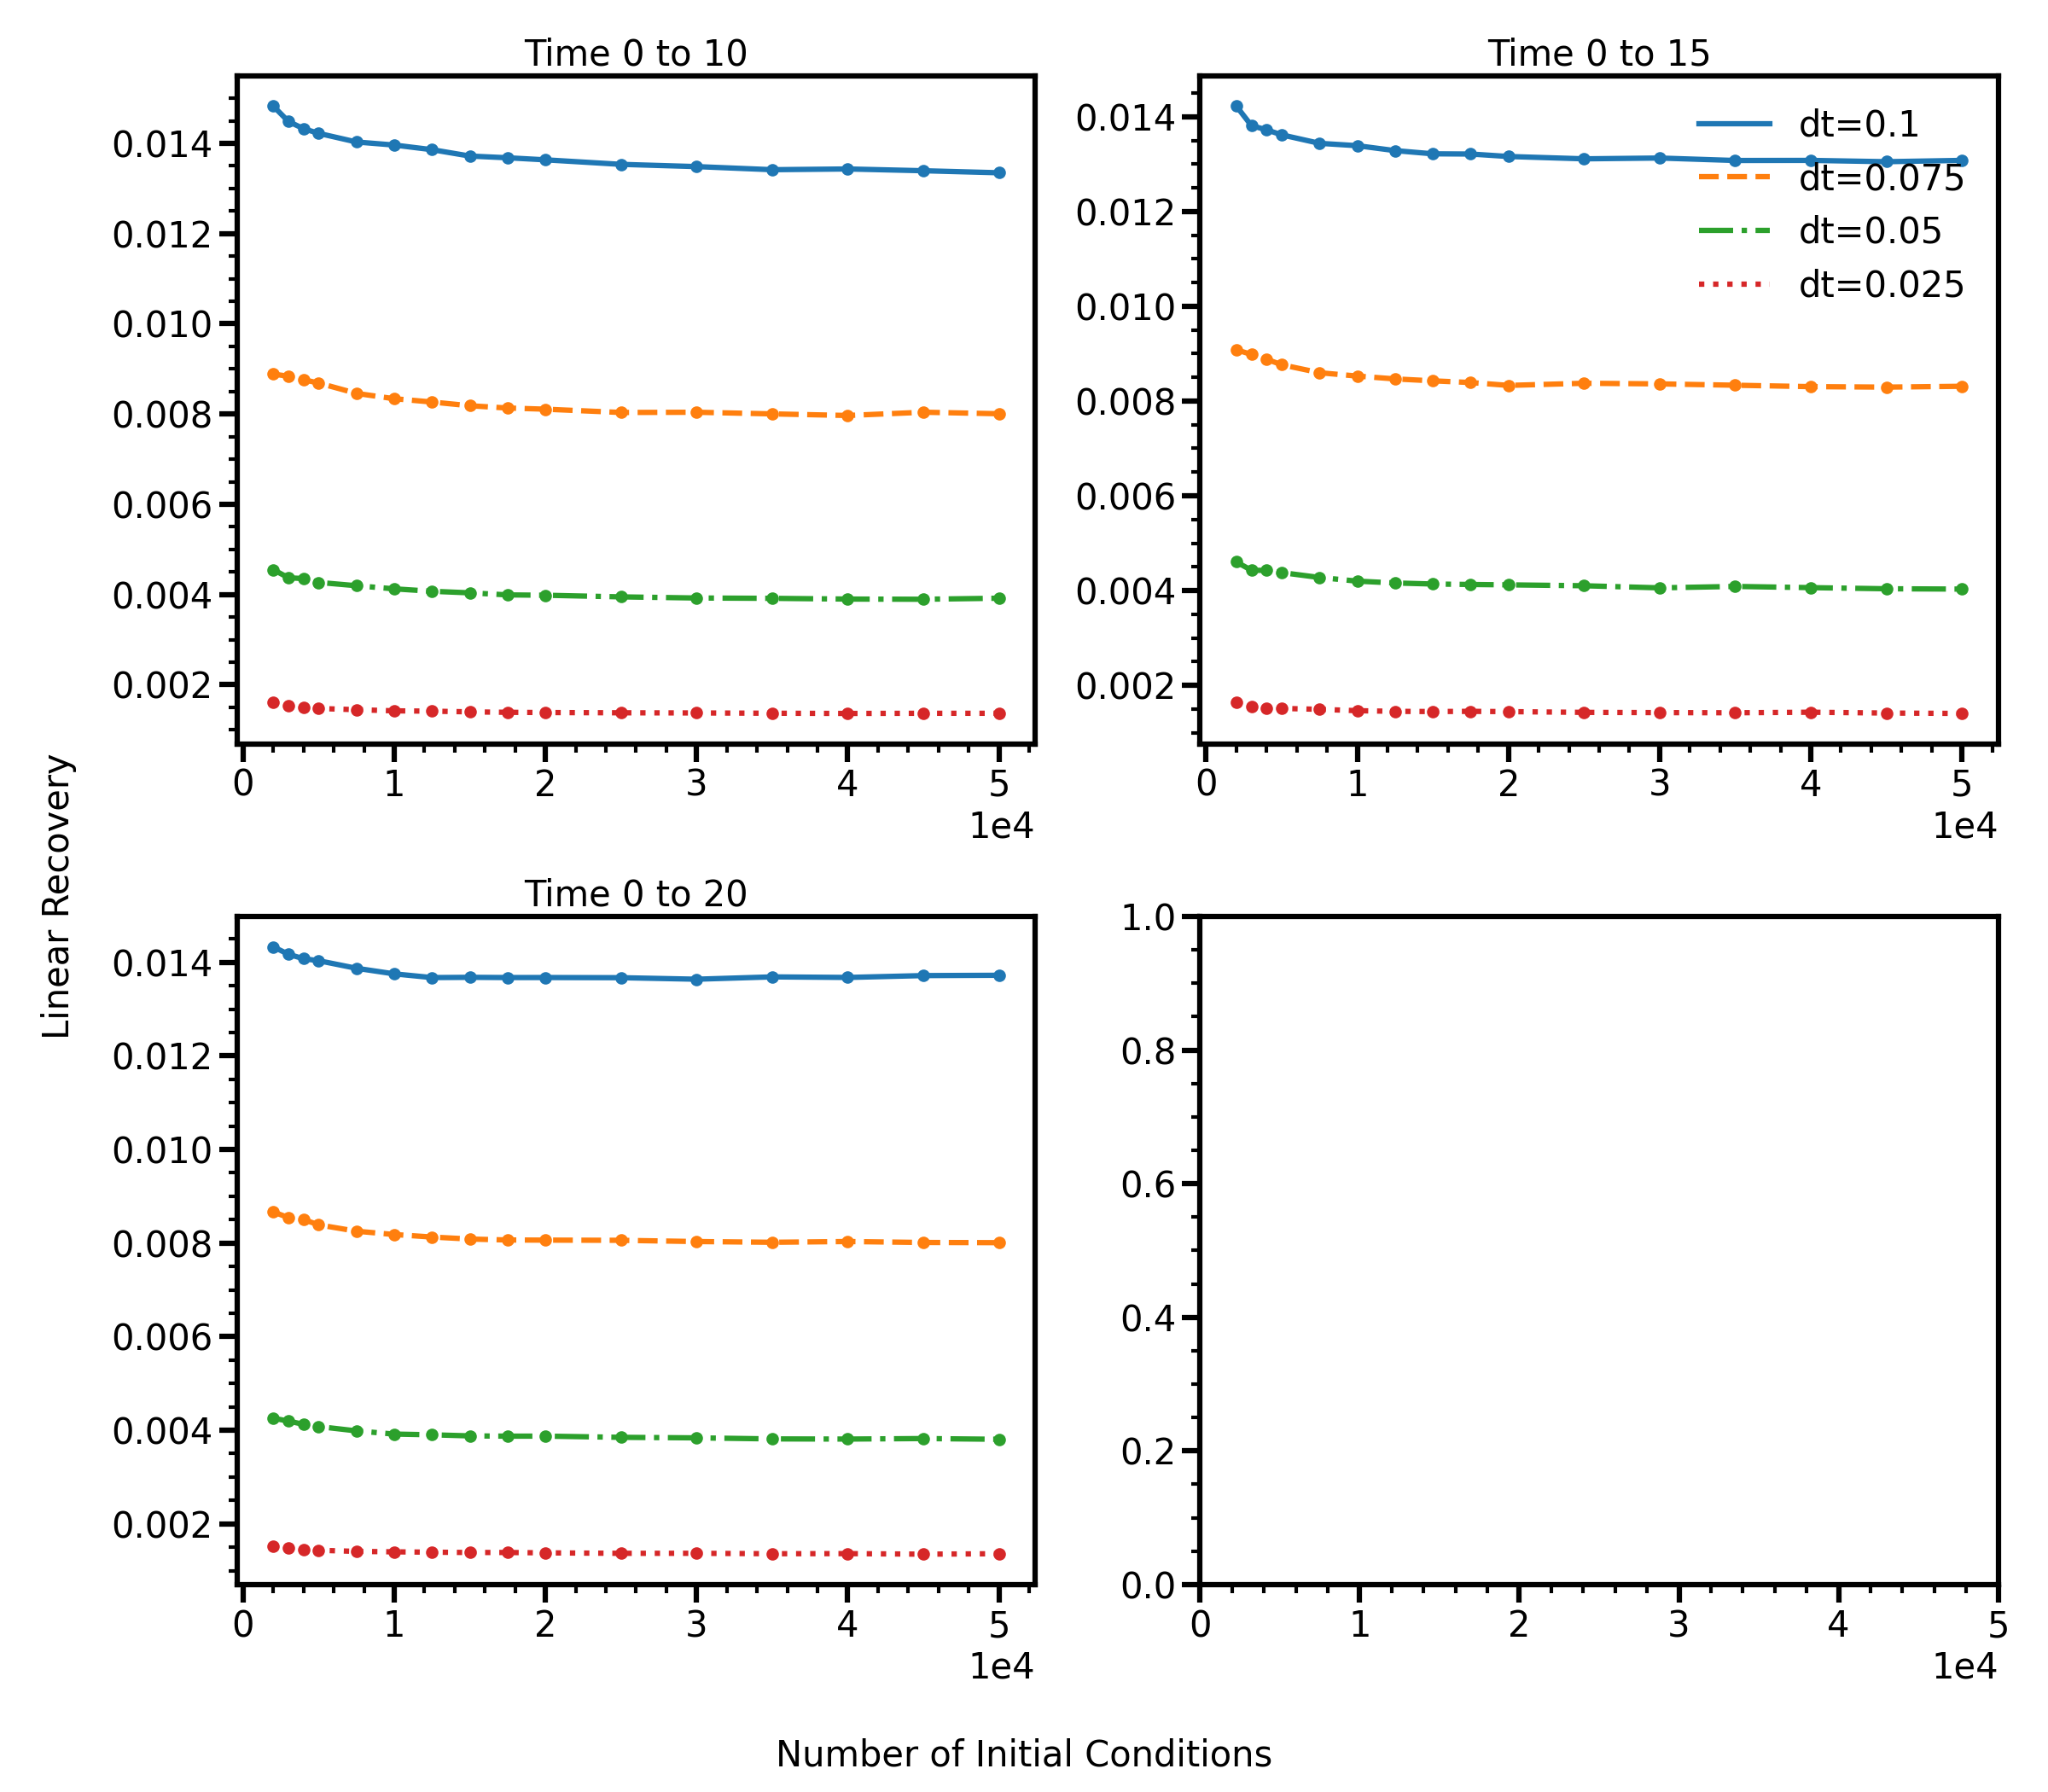 Time 0 to 10
0.014
0.012
0.010
0.008
0.006
0.004
0.002
0 1 2 3 4 5
1e4
Time 0 to 15
0.014
0.012
0.010
0.008
0.006
0.004
0.002
dt=0.1
dt=0.075
dt=0.05
dt=0.025
0 1 2 3 4 5
1e4
Linear Recovery
Time 0 to 20
0.014
0.012
0.010
0.008
0.006
0.004
0.002
0 1 2 3 4 5
1e4
1.0
0.8
0.6
0.4
0.2
0.0
0 1 2 3 4 5
1e4
Number of Initial Conditions